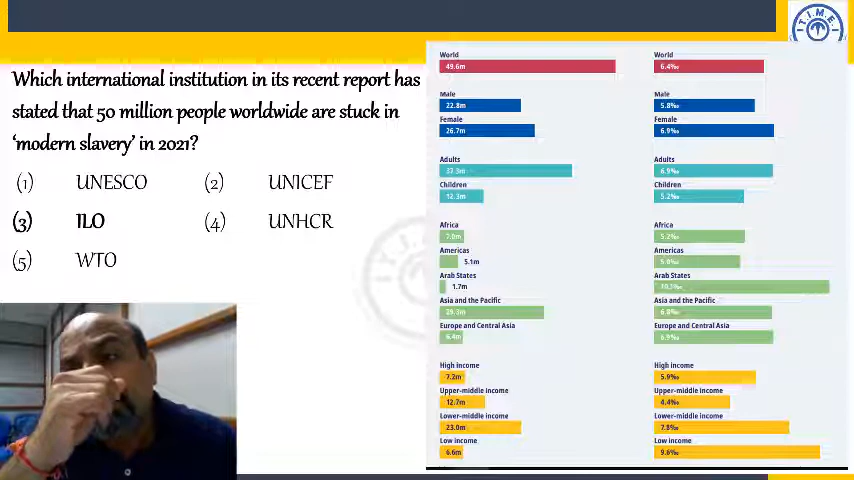 T.I.M.E.
Which international institution in its recent report has
stated that 50 million people worldwide are stuck in
‘modern slavery’ in 2021?
(1) UNESCO (2) UNICEF
(3) ILO (4) UNHCR
(5) WTO
World
49.6m
Male
22.8m
Female
26.7m
Adults
37.3m
Children
12.3m
Africa
7.0m
Americas
5.1m
Arab States
1.7m
Asia and the Pacific
29.3m
Europe and Central Asia
6.4m
High income
7.2m
Upper-middle income
12.7m
Lower-middle income
23.0m
Low income
6.6m
World
6.4‰
Male
5.8‰
Female
6.9‰
Adults
6.9‰
Children
5.2‰
Africa
5.2‰
Americas
5.0‰
Arab States
10.1‰
Asia and the Pacific
6.8‰
Europe and Central Asia
6.9‰
High income
5.9‰
Upper-middle income
4.4‰
Lower-middle income
7.8‰
Low income
9.6‰